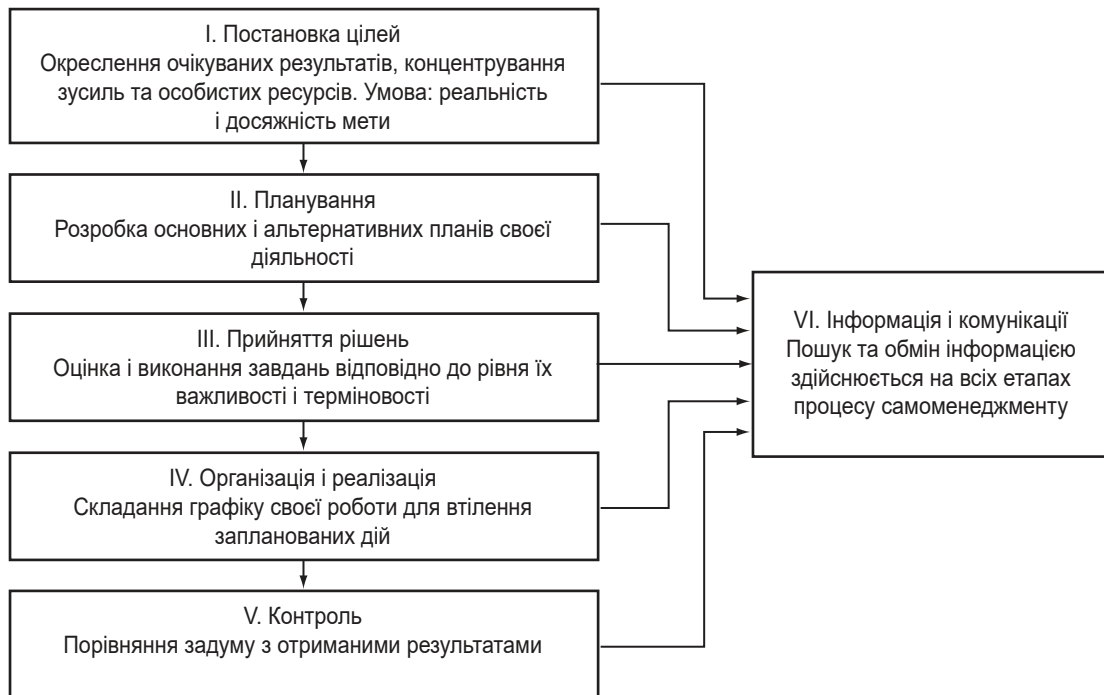 I. Постановка цілей
Окреслення очікуваних результатів, концентрування
зусиль та особистих ресурсів. Умова: реальність
і досяжність мети
II. Планування
Розробка основних і альтернативних планів своєї
діяльності
III. Прийняття рішень
Оцінка і виконання завдань відповідно до рівня їх
важливості і терміновості
IV. Організація і реалізація
Складання графіку своєї роботи для втілення
запланованих дій
V. Контроль
Порівняння задуму з отриманими результатами
VI. Інформація і комунікації
Пошук та обмін інформацією
здійснюється на всіх етапах
процесу самоменеджменту